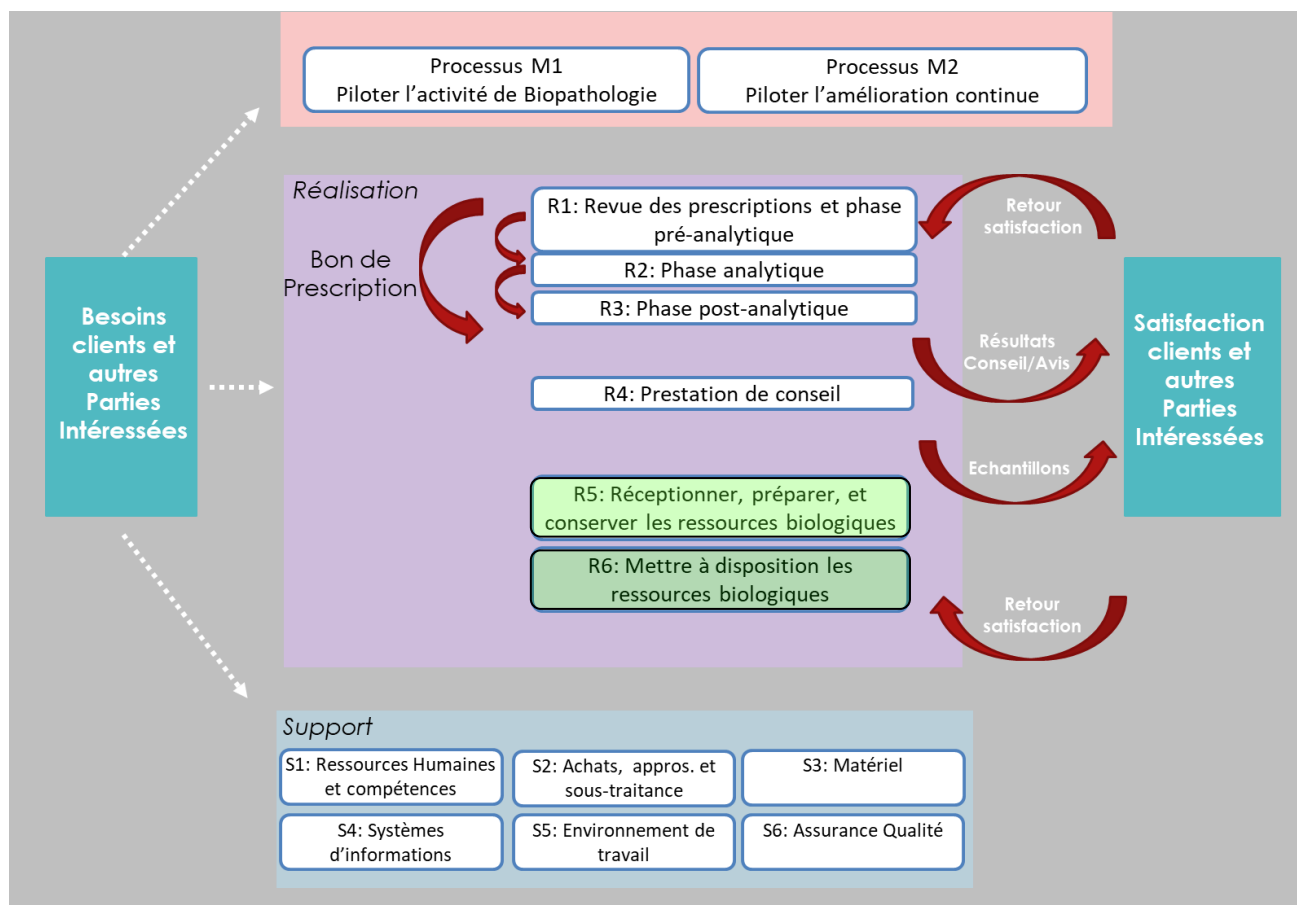 Processus M1
Piloter l’activité de Biopathologie
Processus M2
Piloter l’amélioration continue
Réalisation
Bon de
Prescription
R1: Revue des prescriptions et phase
pré-analytique
R2: Phase analytique
R3: Phase post-analytique
R4: Prestation de conseil
R5: Réceptionner, préparer, et
conserver les ressources biologiques
R6: Mettre à disposition les
ressources biologiques
Retour
satisfaction
Résultats
Conseil/Avis
Echantillons
Retour
satisfaction
Besoins
clients et
autres
Parties
Intéressées
Satisfaction
clients et
autres
Parties
Intéressées
Support
S1: Ressources Humaines
et compétences
S2: Achats, appros. et
sous-traitance
S3: Matériel
S4: Systèmes
d’informations
S5: Environnement de
travail
S6: Assurance Qualité